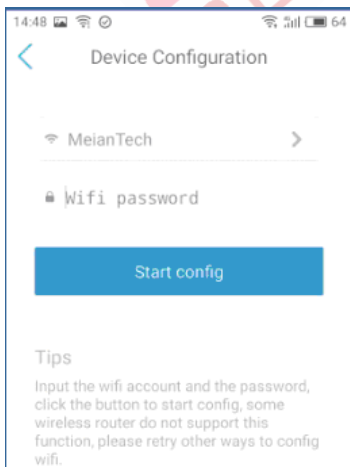 14:48 64
Device Configuration
MeianTech
Wifi password
Start config
Tips
Input the wifi account and the password,
click the button to start config, some
wireless router do not support this
function, please retry other ways to config
wifi.